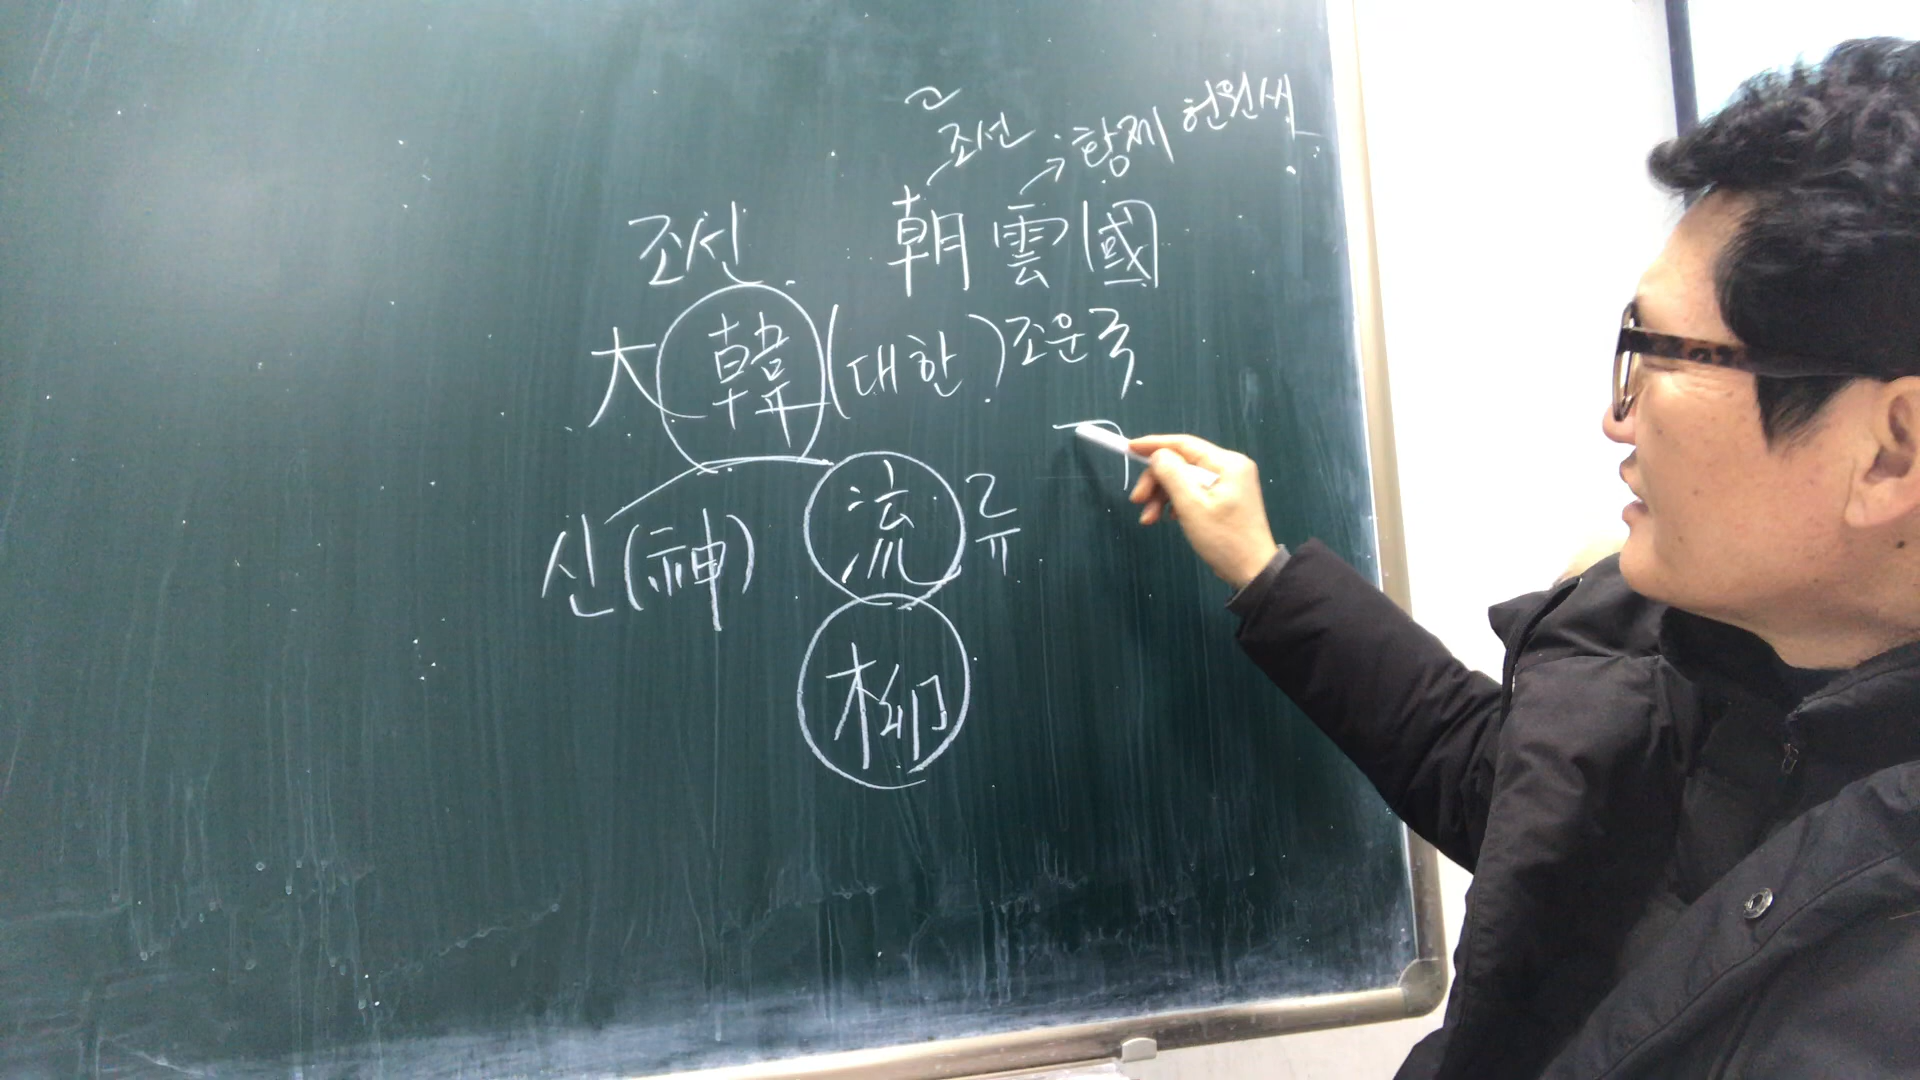 고
조선 → 황제 헌원
조선 朝雲國
大韓(대한) 조운국
ㄱ
신(神) 流 류
柳